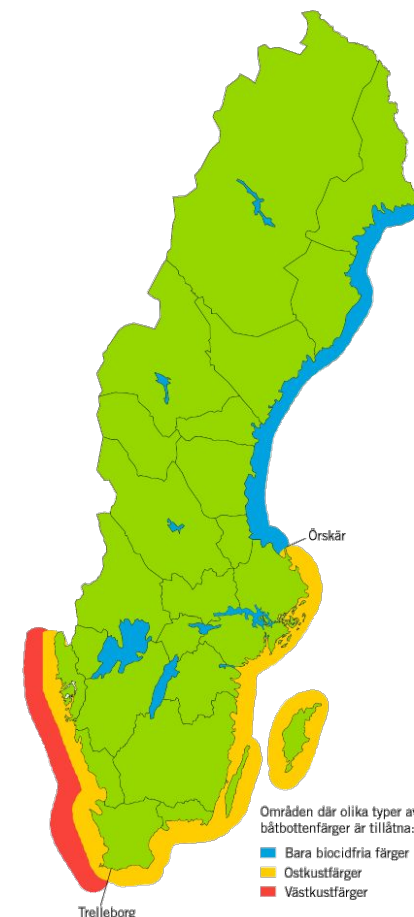 Örskär
Områden där olika typer av
båtbottenfärger är tillåtna:
Bara biocidfria färger
Ostkustfärger
Västkustfärger
Trelleborg